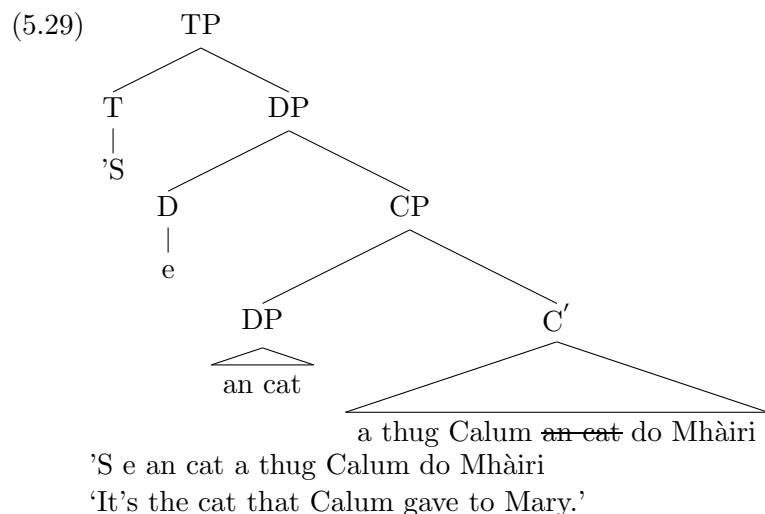 (5.29) TP
T DP
’S
D CP
e
DP C′
an cat
a thug Calum an cat do Mhàiri
’S e an cat a thug Calum do Mhàiri
‘It’s the cat that Calum gave to Mary.’